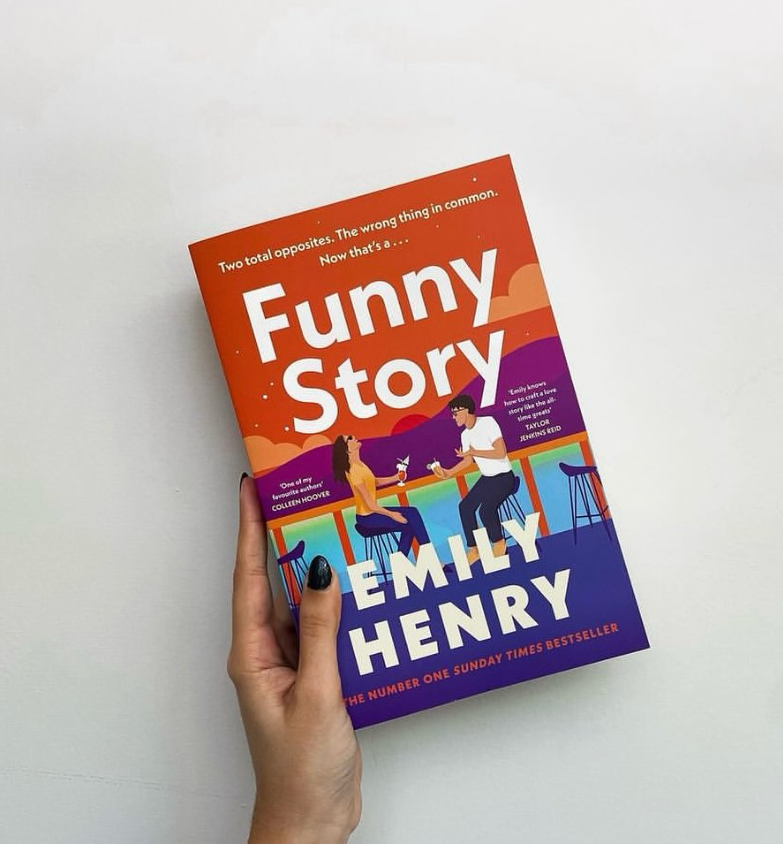 Two total opposites. The wrong thing in common.
Now that's a . . .
Funny
Story
'Emily knows
how to craft a love
story like the all-
time greats'
TAYLOR
JENKINS REID
'One of my
favourite authors'
COLLEEN HOOVER
EMILY
HENRY
THE NUMBER ONE SUNDAY TIMES BESTSELLER